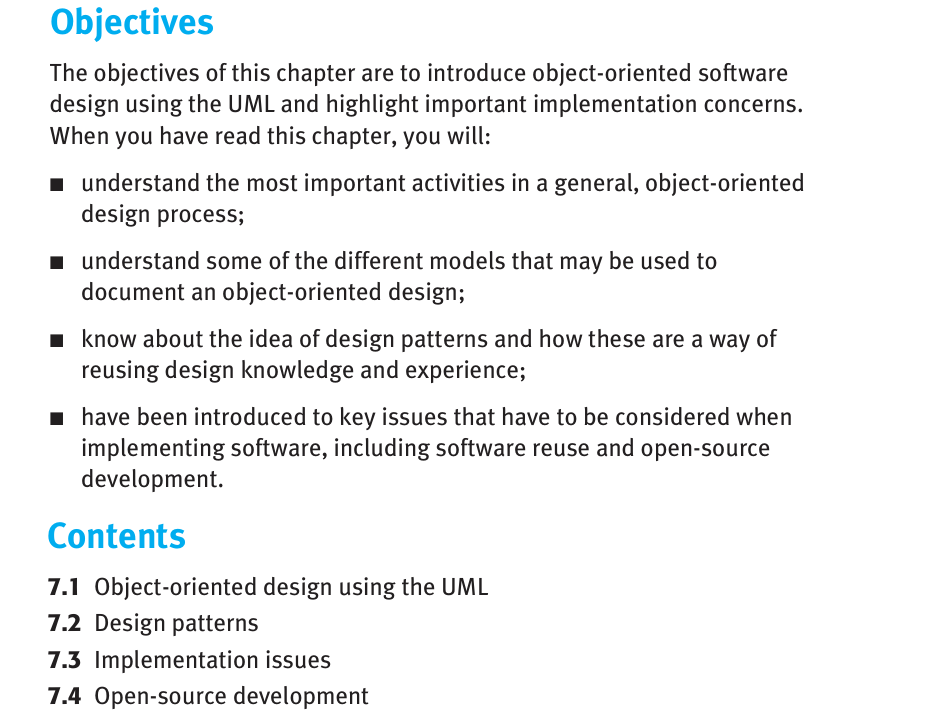 Objectives
The objectives of this chapter are to introduce object-oriented software
design using the UML and highlight important implementation concerns.
When you have read this chapter, you will:
■ understand the most important activities in a general, object-oriented
design process;
■ understand some of the different models that may be used to
document an object-oriented design;
■ know about the idea of design patterns and how these are a way of
reusing design knowledge and experience;
■ have been introduced to key issues that have to be considered when
implementing software, including software reuse and open-source
development.
Contents
7.1 Object-oriented design using the UML
7.2 Design patterns
7.3 Implementation issues
7.4 Open-source development